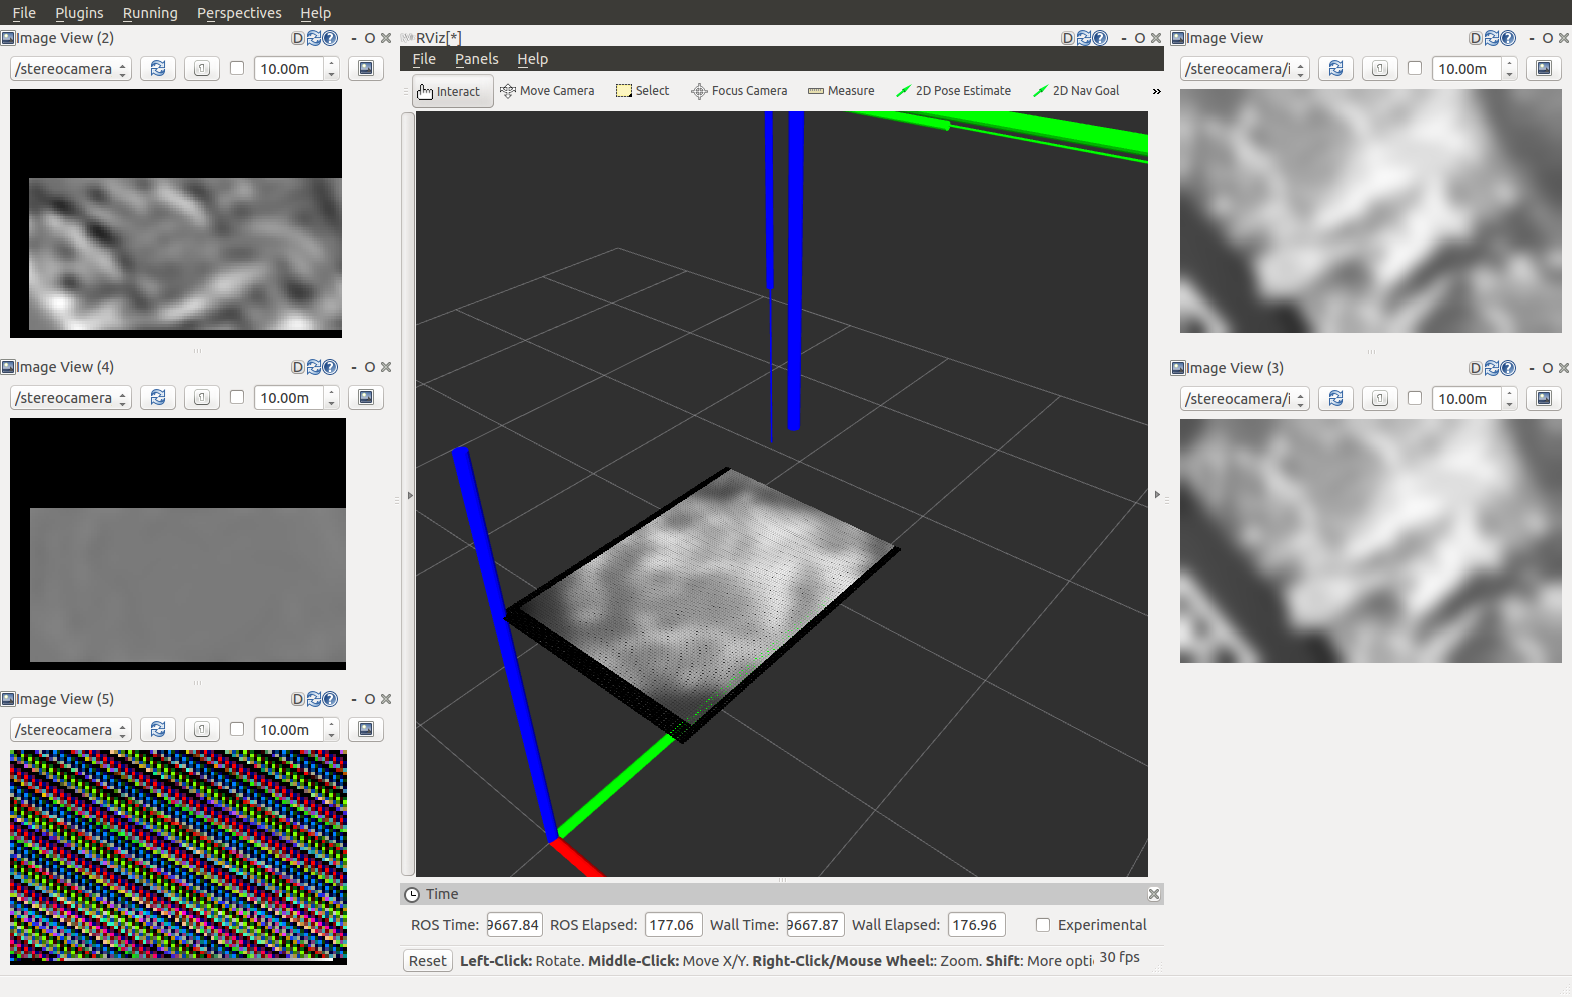 File Plugins Running Perspectives Help
Image View (2) D - O
/stereocamera 10.00m
Image View (4) D - O
/stereocamera 10.00m
Image View (5) D - O
/stereocamera 10.00m
RViz[*] D - O
File Panels Help
Interact Move Camera Select Focus Camera Measure 2D Pose Estimate 2D Nav Goal »
Time
ROS Time: 9667.84 ROS Elapsed: 177.06 Wall Time: 9667.87 Wall Elapsed: 176.96 Experimental
Reset Left-Click: Rotate. Middle-Click: Move X/Y. Right-Click/Mouse Wheel:: Zoom. Shift: More opti 30 fps
Image View D - O
/stereocamera/i 10.00m
Image View (3) D - O
/stereocamera/i 10.00m